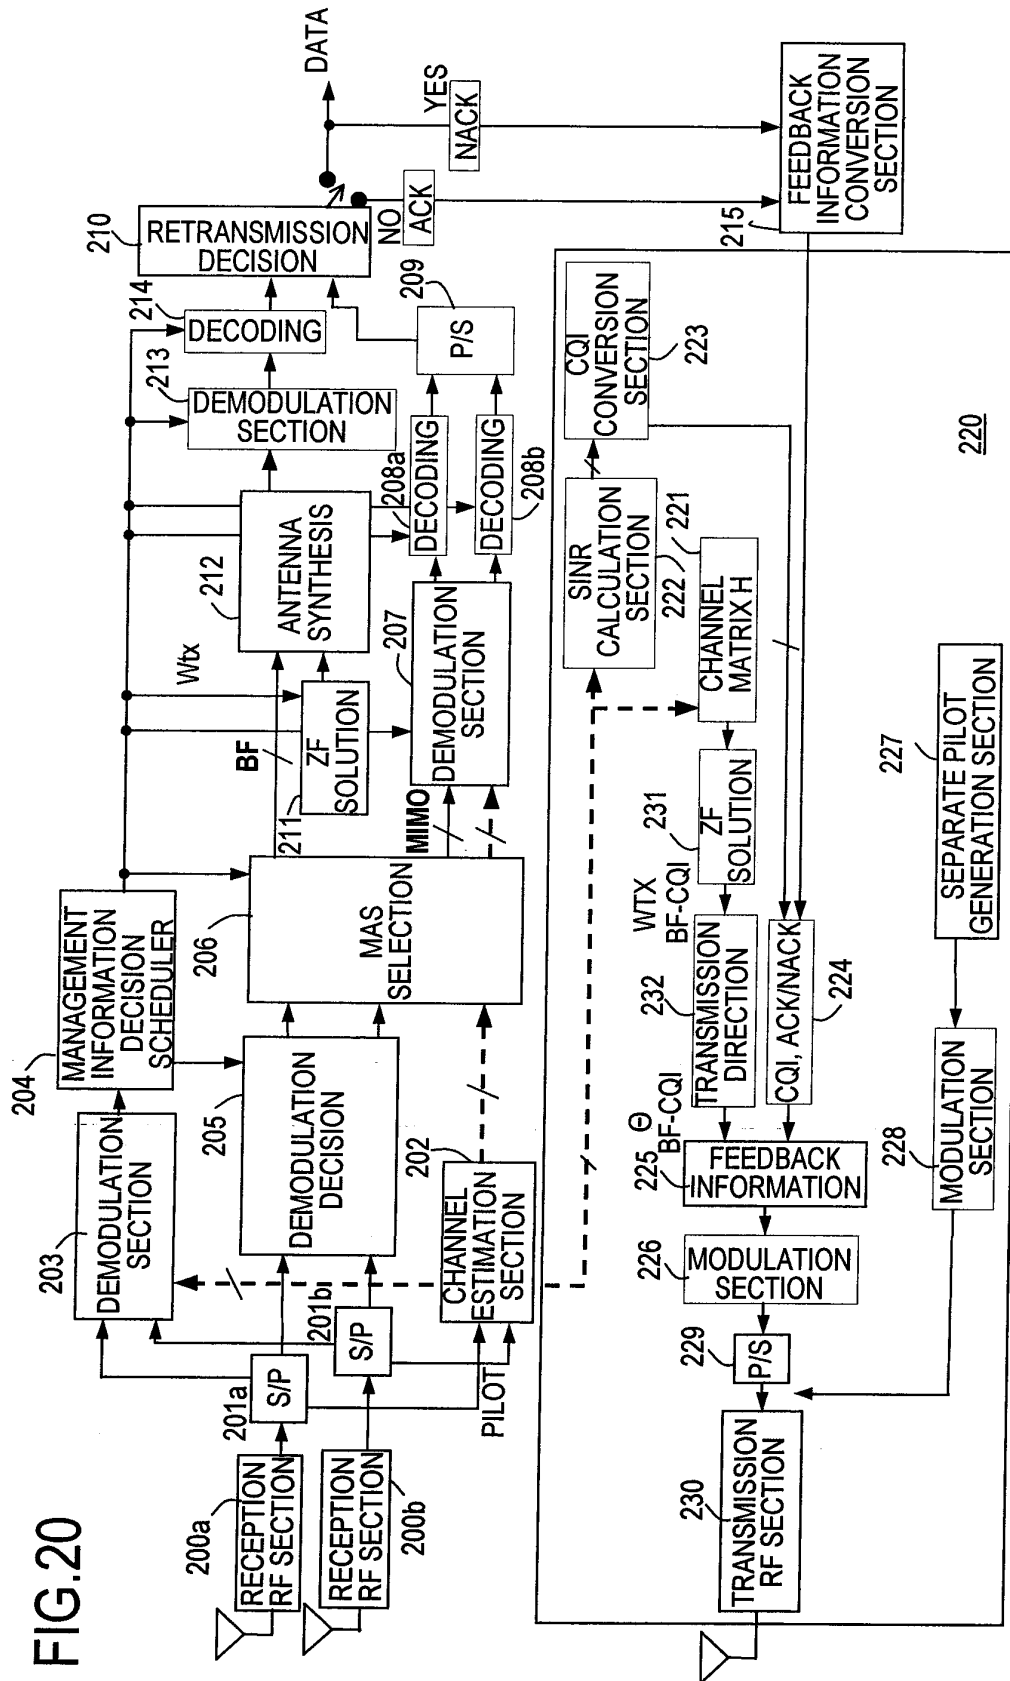 FIG.20
200a
RECEPTION
RF SECTION
RECEPTION
RF SECTION
200b
201a
S/P
201b
S/P
PILOT
203
DEMODULATION
SECTION
204
MANAGEMENT
INFORMATION
DECISION
SCHEDULER
205
DEMODULATION
DECISION
202
CHANNEL
ESTIMATION
SECTION
206
MAS
SELECTION
Wtx
BF
211
ZF
SOLUTION
MIMO
212
ANTENNA
SYNTHESIS
207
DEMODULATION
SECTION
213
DEMODULATION
SECTION
214
DECODING
208a
DECODING
DECODING
208b
209
P/S
210
RETRANSMISSION
DECISION
NO
ACK
YES
NACK
DATA
215
FEEDBACK
INFORMATION
CONVERSION
SECTION
220
SINR
CALCULATION
SECTION
222
CQI
CONVERSION
SECTION
223
221
CHANNEL
MATRIX H
231
ZF
SOLUTION
WTX
BF-CQI
232
TRANSMISSION
DIRECTION
CQI, ACK/NACK
224
Θ
BF-CQI
225
FEEDBACK
INFORMATION
226
MODULATION
SECTION
229
P/S
230
TRANSMISSION
RF SECTION
227
SEPARATE PILOT
GENERATION SECTION
228
MODULATION
SECTION